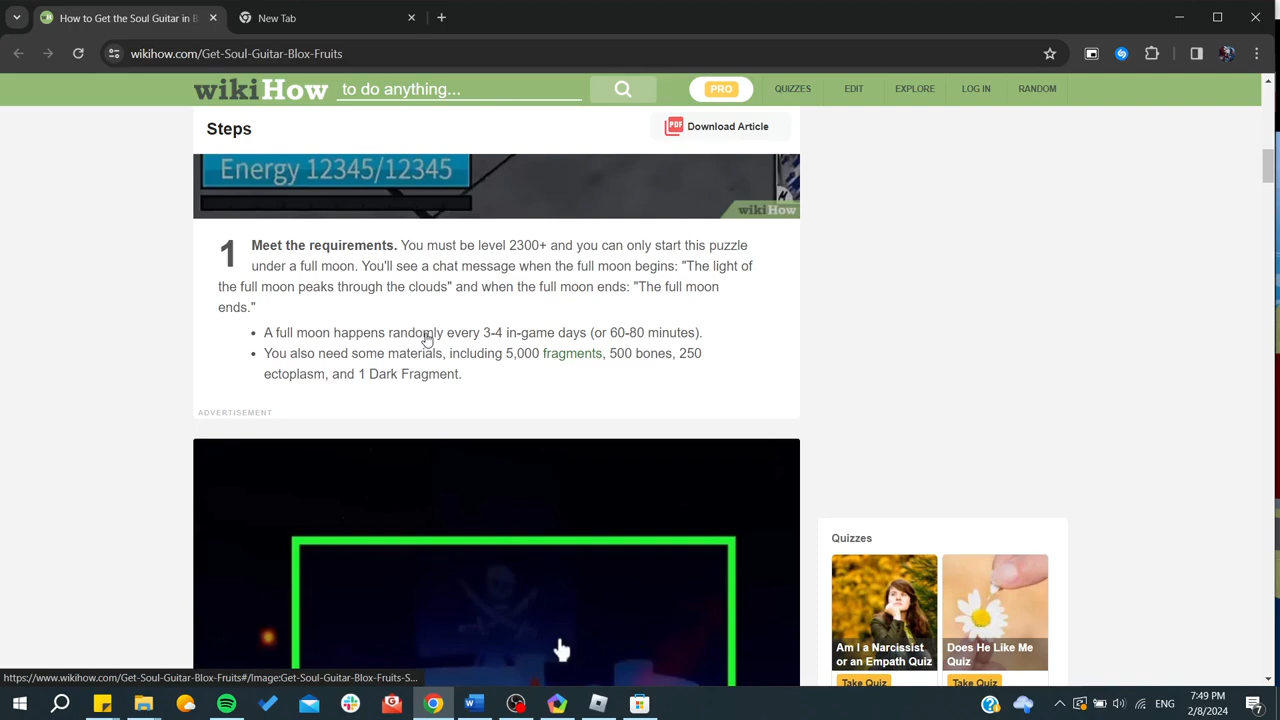 How to Get the Soul Guitar in B
New Tab
wikihow.com/Get-Soul-Guitar-Blox-Fruits
wikiHow to do anything... PRO QUIZZES EDIT EXPLORE LOG IN RANDOM
Steps
PDF Download Article
Energy 12345/12345
wikiHow
1 Meet the requirements. You must be level 2300+ and you can only start this puzzle
under a full moon. You'll see a chat message when the full moon begins: "The light of
the full moon peaks through the clouds" and when the full moon ends: "The full moon
ends."
• A full moon happens randomly every 3-4 in-game days (or 60-80 minutes).
• You also need some materials, including 5,000 fragments, 500 bones, 250
ectoplasm, and 1 Dark Fragment.
ADVERTISEMENT
Quizzes
Am I a Narcissist
or an Empath Quiz
Take Quiz
Does He Like Me
Quiz
Take Quiz
https://www.wikihow.com/Get-Soul-Guitar-Blox-Fruits#/Image:Get-Soul-Guitar-Blox-Fruits-S...
ENG
7:49 PM
2/8/2024
7